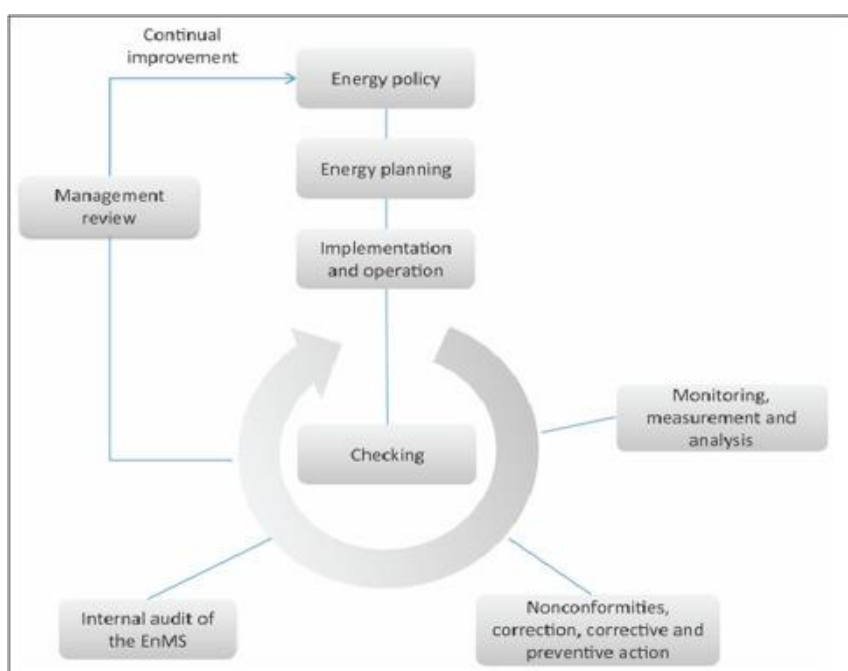 Continual
improvement
Energy policy
Energy planning
Management
review
Implementation
and operation
Monitoring,
measurement and
analysis
Checking
Internal audit of
the EnMS
Nonconformities,
correction, corrective and
preventive action